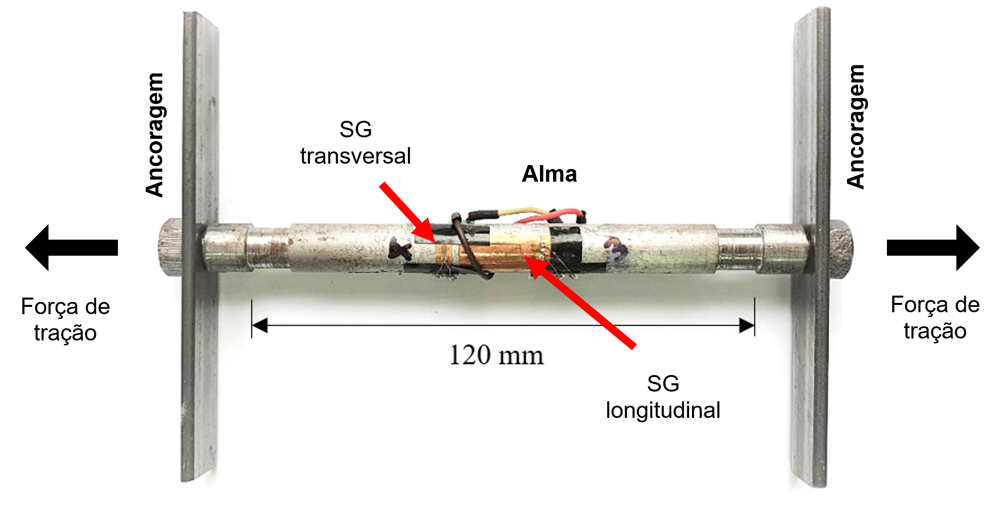 Ancoragem
Ancoragem
SG
transversal
Alma
Força de
tração
Força de
tração
120 mm
SG
longitudinal